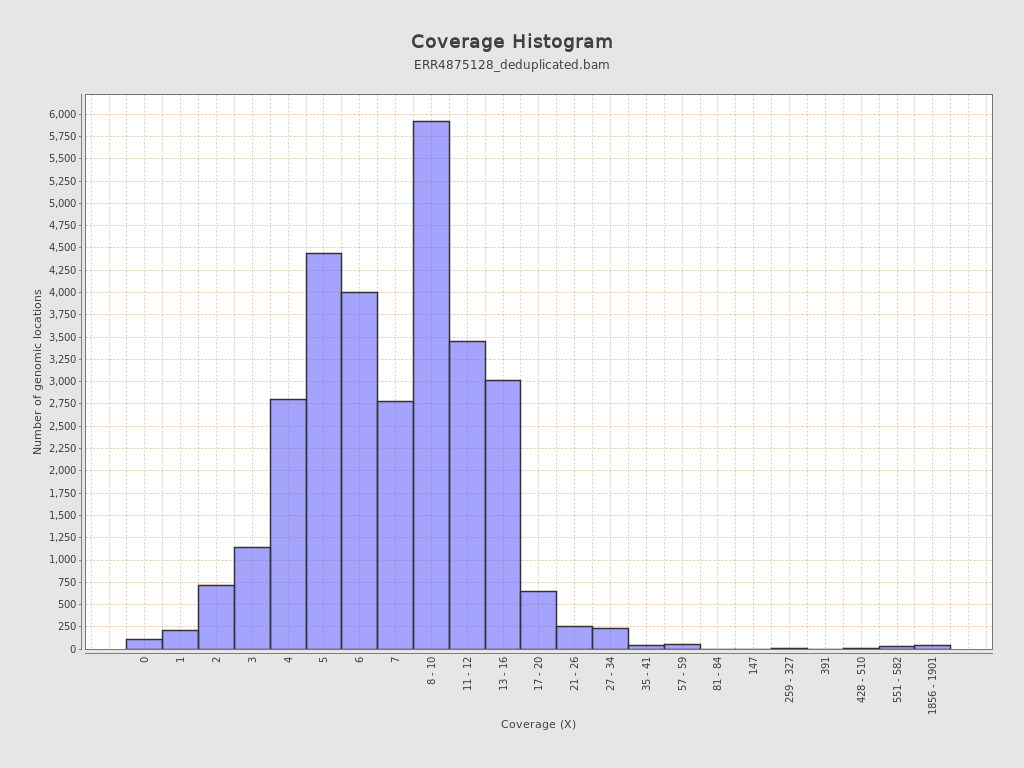 Coverage Histogram
ERR4875128_deduplicated.bam
Number of genomic locations
6,000
5,750
5,500
5,250
5,000
4,750
4,500
4,250
4,000
3,750
3,500
3,250
3,000
2,750
2,500
2,250
2,000
1,750
1,500
1,250
1,000
750
500
250
0
0
1
2
3
4
5
6
7
8 - 10
11 - 12
13 - 16
17 - 20
21 - 26
27 - 34
35 - 41
57 - 59
81 - 84
147
259 - 327
391
428 - 510
551 - 582
1856 - 1901
Coverage (X)